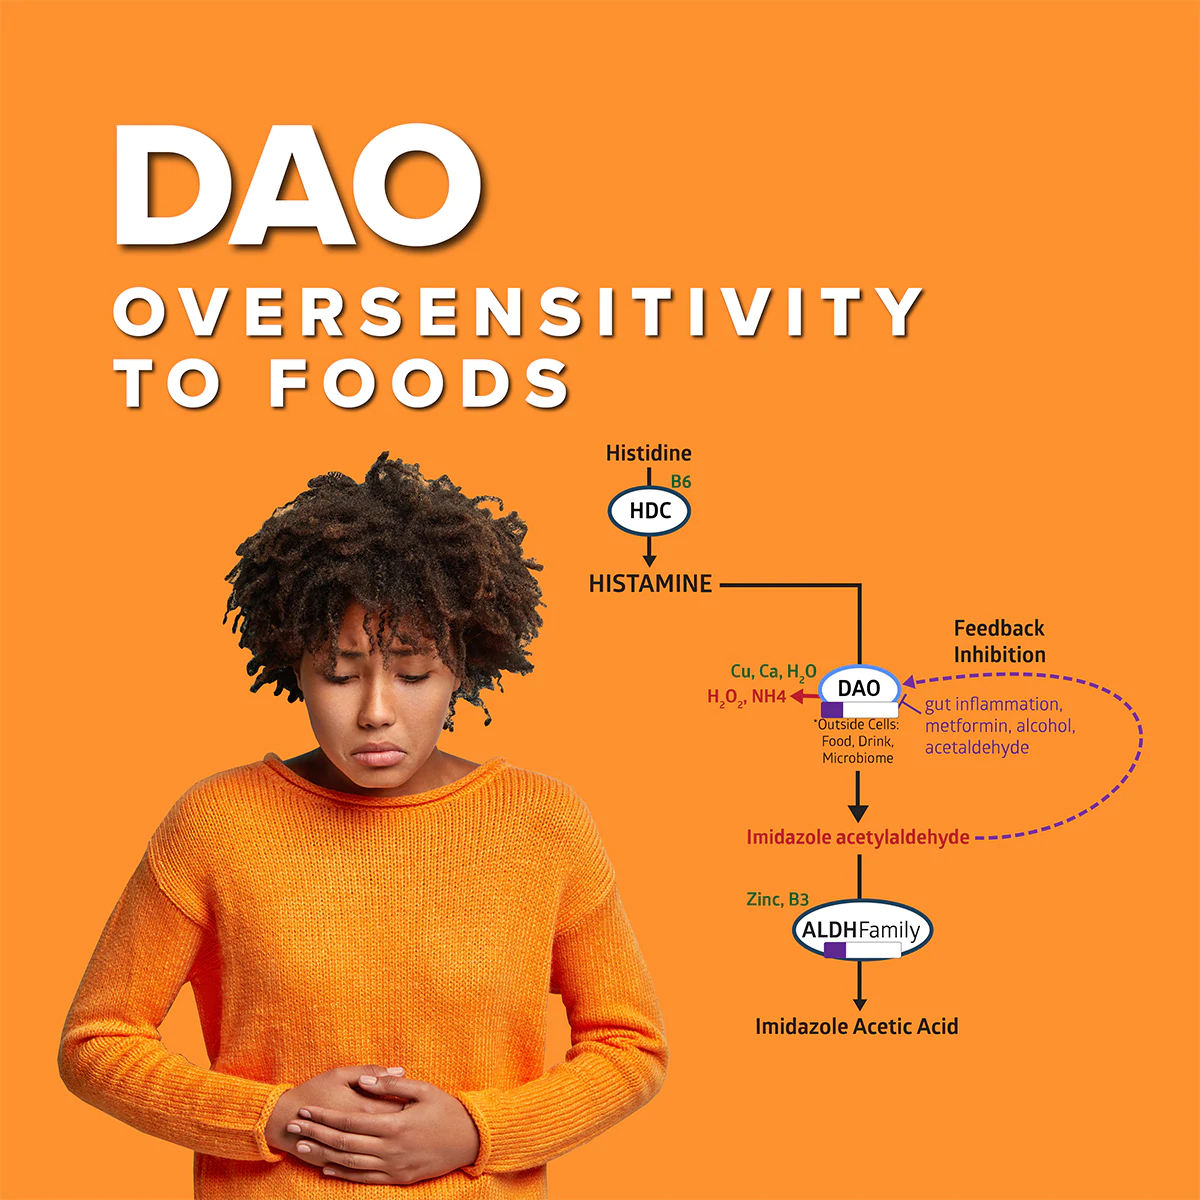 DAO
OVERSENSITIVITY
TO FOODS
Histidine
B6
HDC
HISTAMINE
Feedback
Inhibition
Cu, Ca, H₂O
H₂O₂, NH4
DAO
*Outside Cells:
Food, Drink,
Microbiome
gut inflammation,
metformin, alcohol,
acetaldehyde
Imidazole acetylaldehyde
Zinc, B3
ALDHFamily
Imidazole Acetic Acid